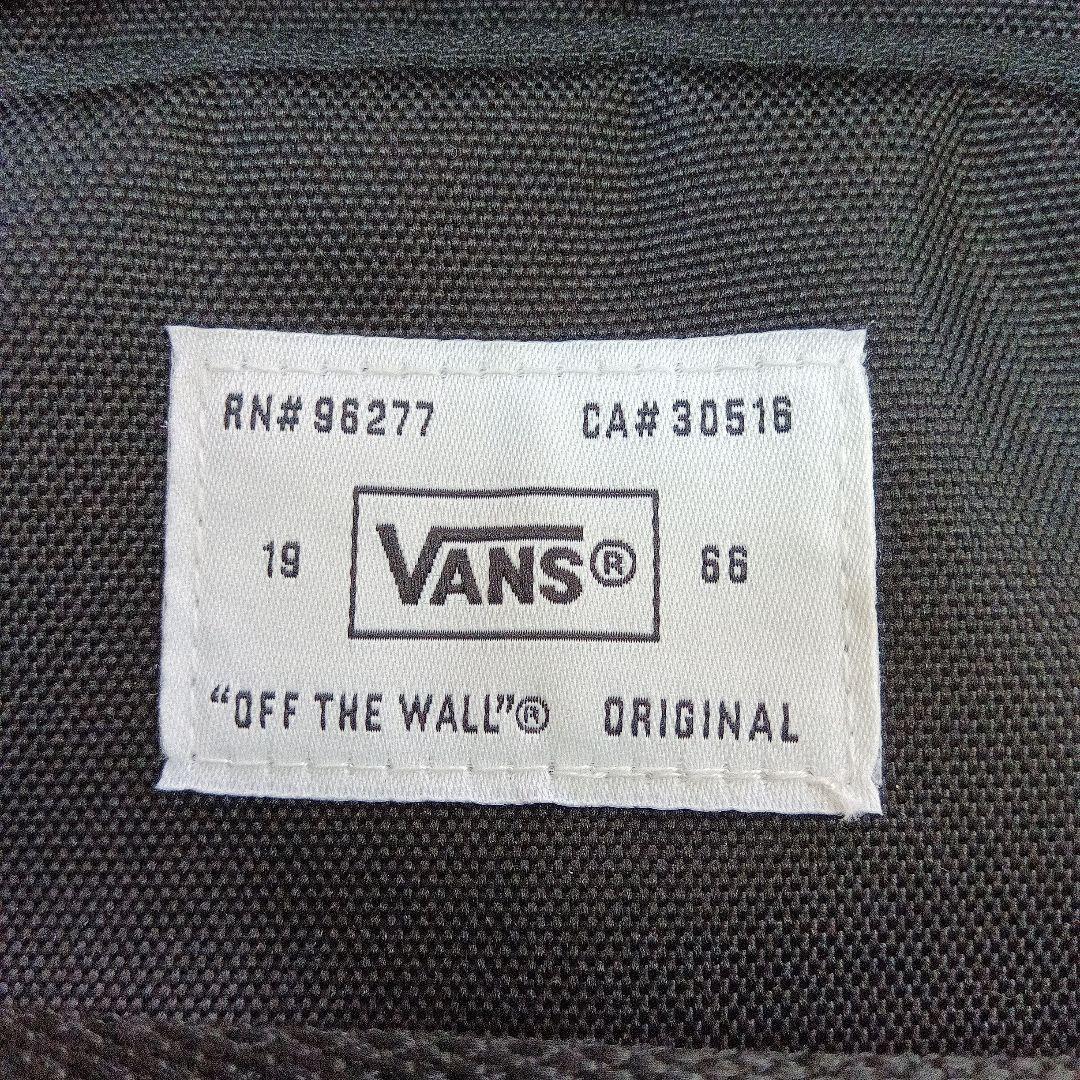 RN# 96277 CA# 30516
19 VANS® 66
“OFF THE WALL”® ORIGINAL